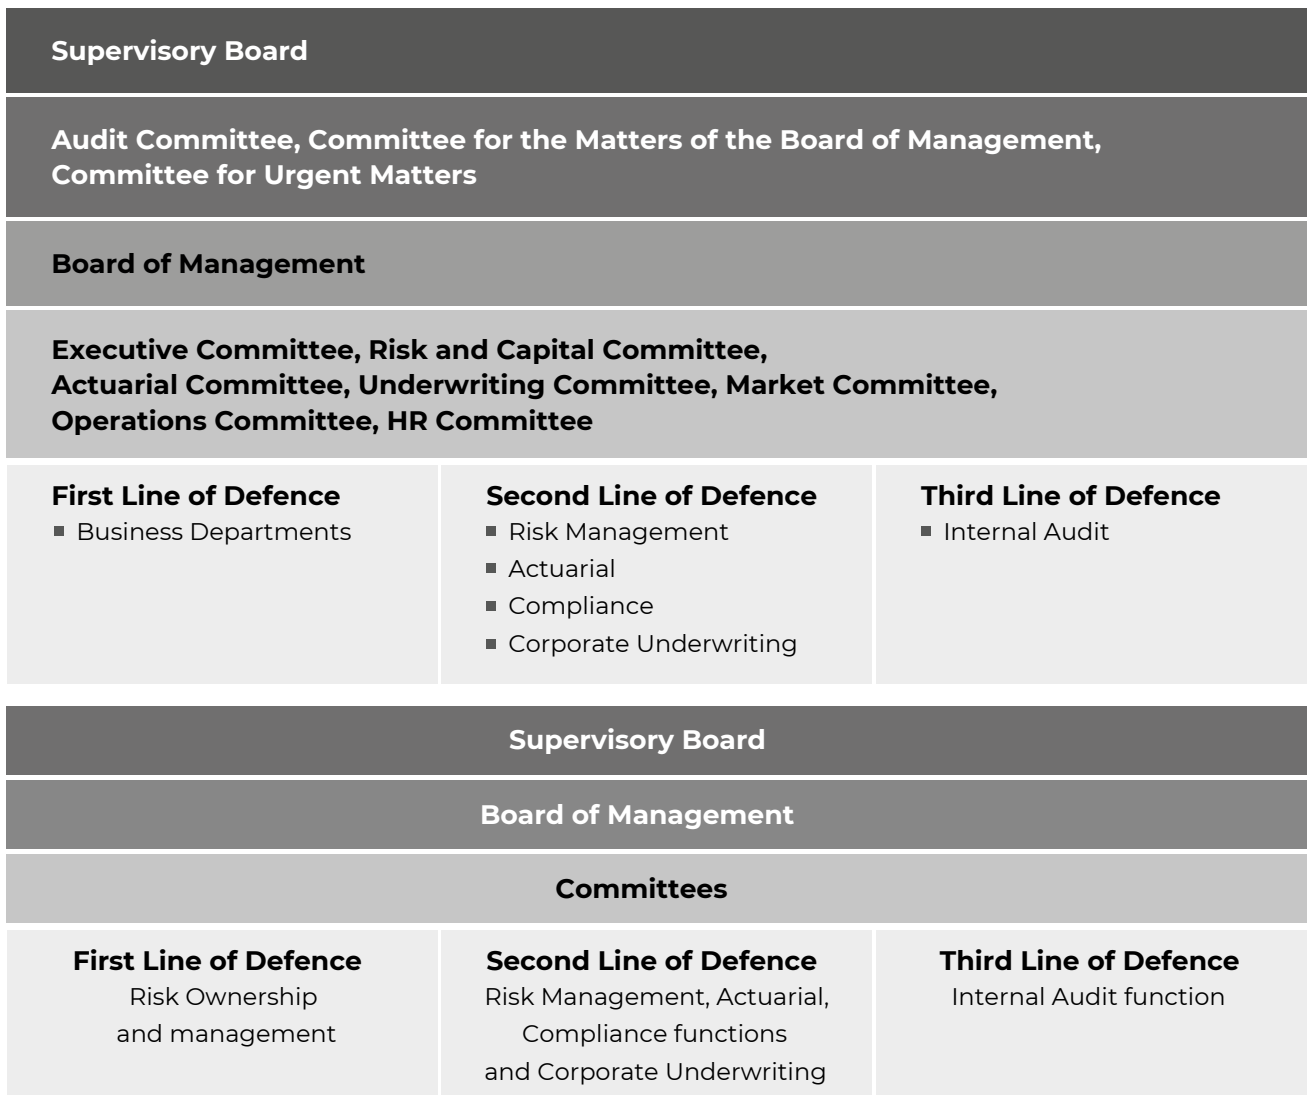 Supervisory Board
Audit Committee, Committee for the Matters of the Board of Management,
Committee for Urgent Matters
Board of Management
Executive Committee, Risk and Capital Committee,
Actuarial Committee, Underwriting Committee, Market Committee,
Operations Committee, HR Committee
First Line of Defence
Business Departments
Second Line of Defence
Risk Management
Actuarial
Compliance
Corporate Underwriting
Third Line of Defence
Internal Audit
Supervisory Board
Board of Management
Committees
First Line of Defence
Risk Ownership
and management
Second Line of Defence
Risk Management, Actuarial,
Compliance functions
and Corporate Underwriting
Third Line of Defence
Internal Audit function